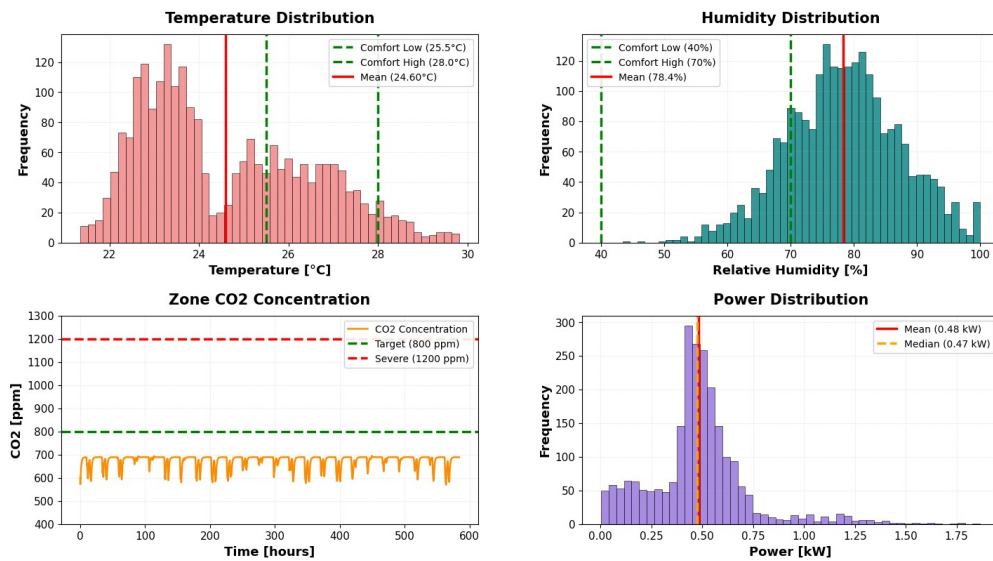 Temperature Distribution
Frequency
0
20
40
60
80
100
120
22
24
26
28
30
Temperature [°C]
Comfort Low (25.5°C)
Comfort High (28.0°C)
Mean (24.60°C)
Humidity Distribution
Frequency
0
20
40
60
80
100
120
40
50
60
70
80
90
100
Relative Humidity [%]
Comfort Low (40%)
Comfort High (70%)
Mean (78.4%)
Zone CO2 Concentration
CO2 [ppm]
1300
1200
1100
1000
900
800
700
600
500
400
0
100
200
300
400
500
600
Time [hours]
CO2 Concentration
Target (800 ppm)
Severe (1200 ppm)
Power Distribution
Frequency
300
250
200
150
100
50
0
0.00
0.25
0.50
0.75
1.00
1.25
1.50
1.75
Power [kW]
Mean (0.48 kW)
Median (0.47 kW)